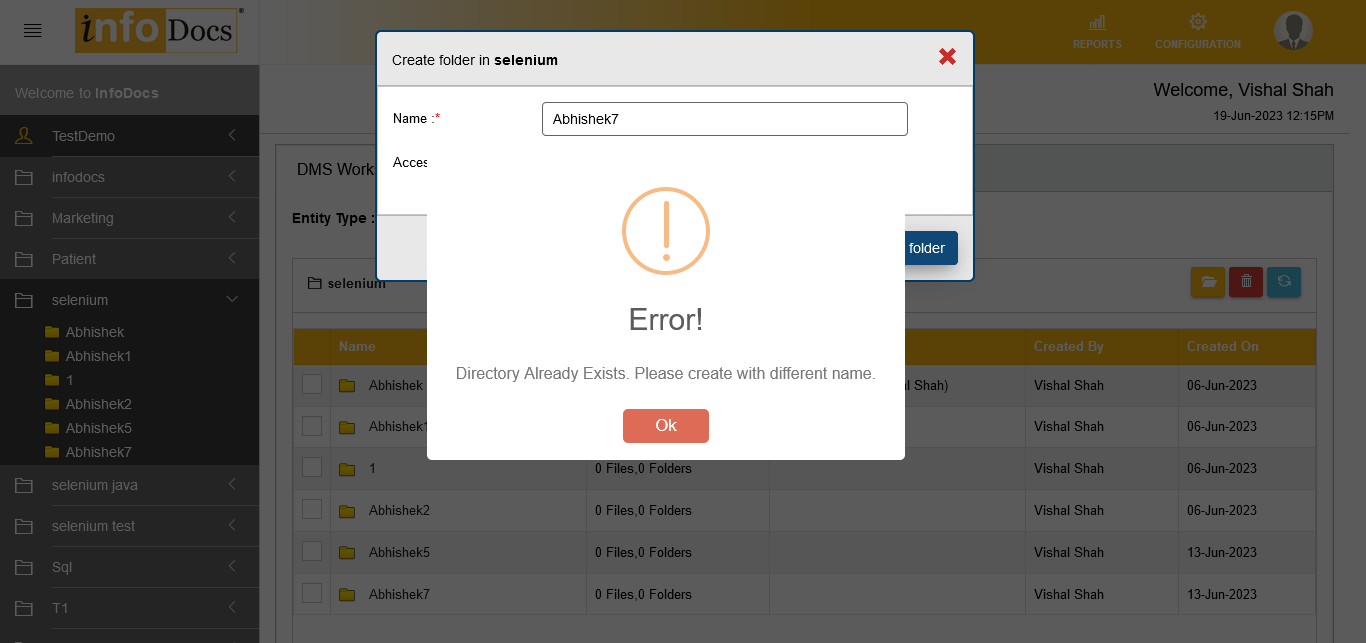 infoDocs®
REPORTS
CONFIGURATION
Welcome to InfoDocs
TestDemo
infodocs
Marketing
Patient
selenium
Abhishek
Abhishek1
1
Abhishek2
Abhishek5
Abhishek7
selenium java
selenium test
Sql
T1
Welcome, Vishal Shah
19-Jun-2023 12:15PM
DMS Work
Entity Type :
selenium
Create folder in selenium
Name :*
Abhishek7
Acces
folder
Error!
Directory Already Exists. Please create with different name.
Ok
Name Created By Created On
Abhishek Shah) Vishal Shah 06-Jun-2023
Abhishek1 Vishal Shah 06-Jun-2023
1 0 Files,0 Folders Vishal Shah 06-Jun-2023
Abhishek2 0 Files,0 Folders Vishal Shah 06-Jun-2023
Abhishek5 0 Files,0 Folders Vishal Shah 13-Jun-2023
Abhishek7 0 Files,0 Folders Vishal Shah 13-Jun-2023